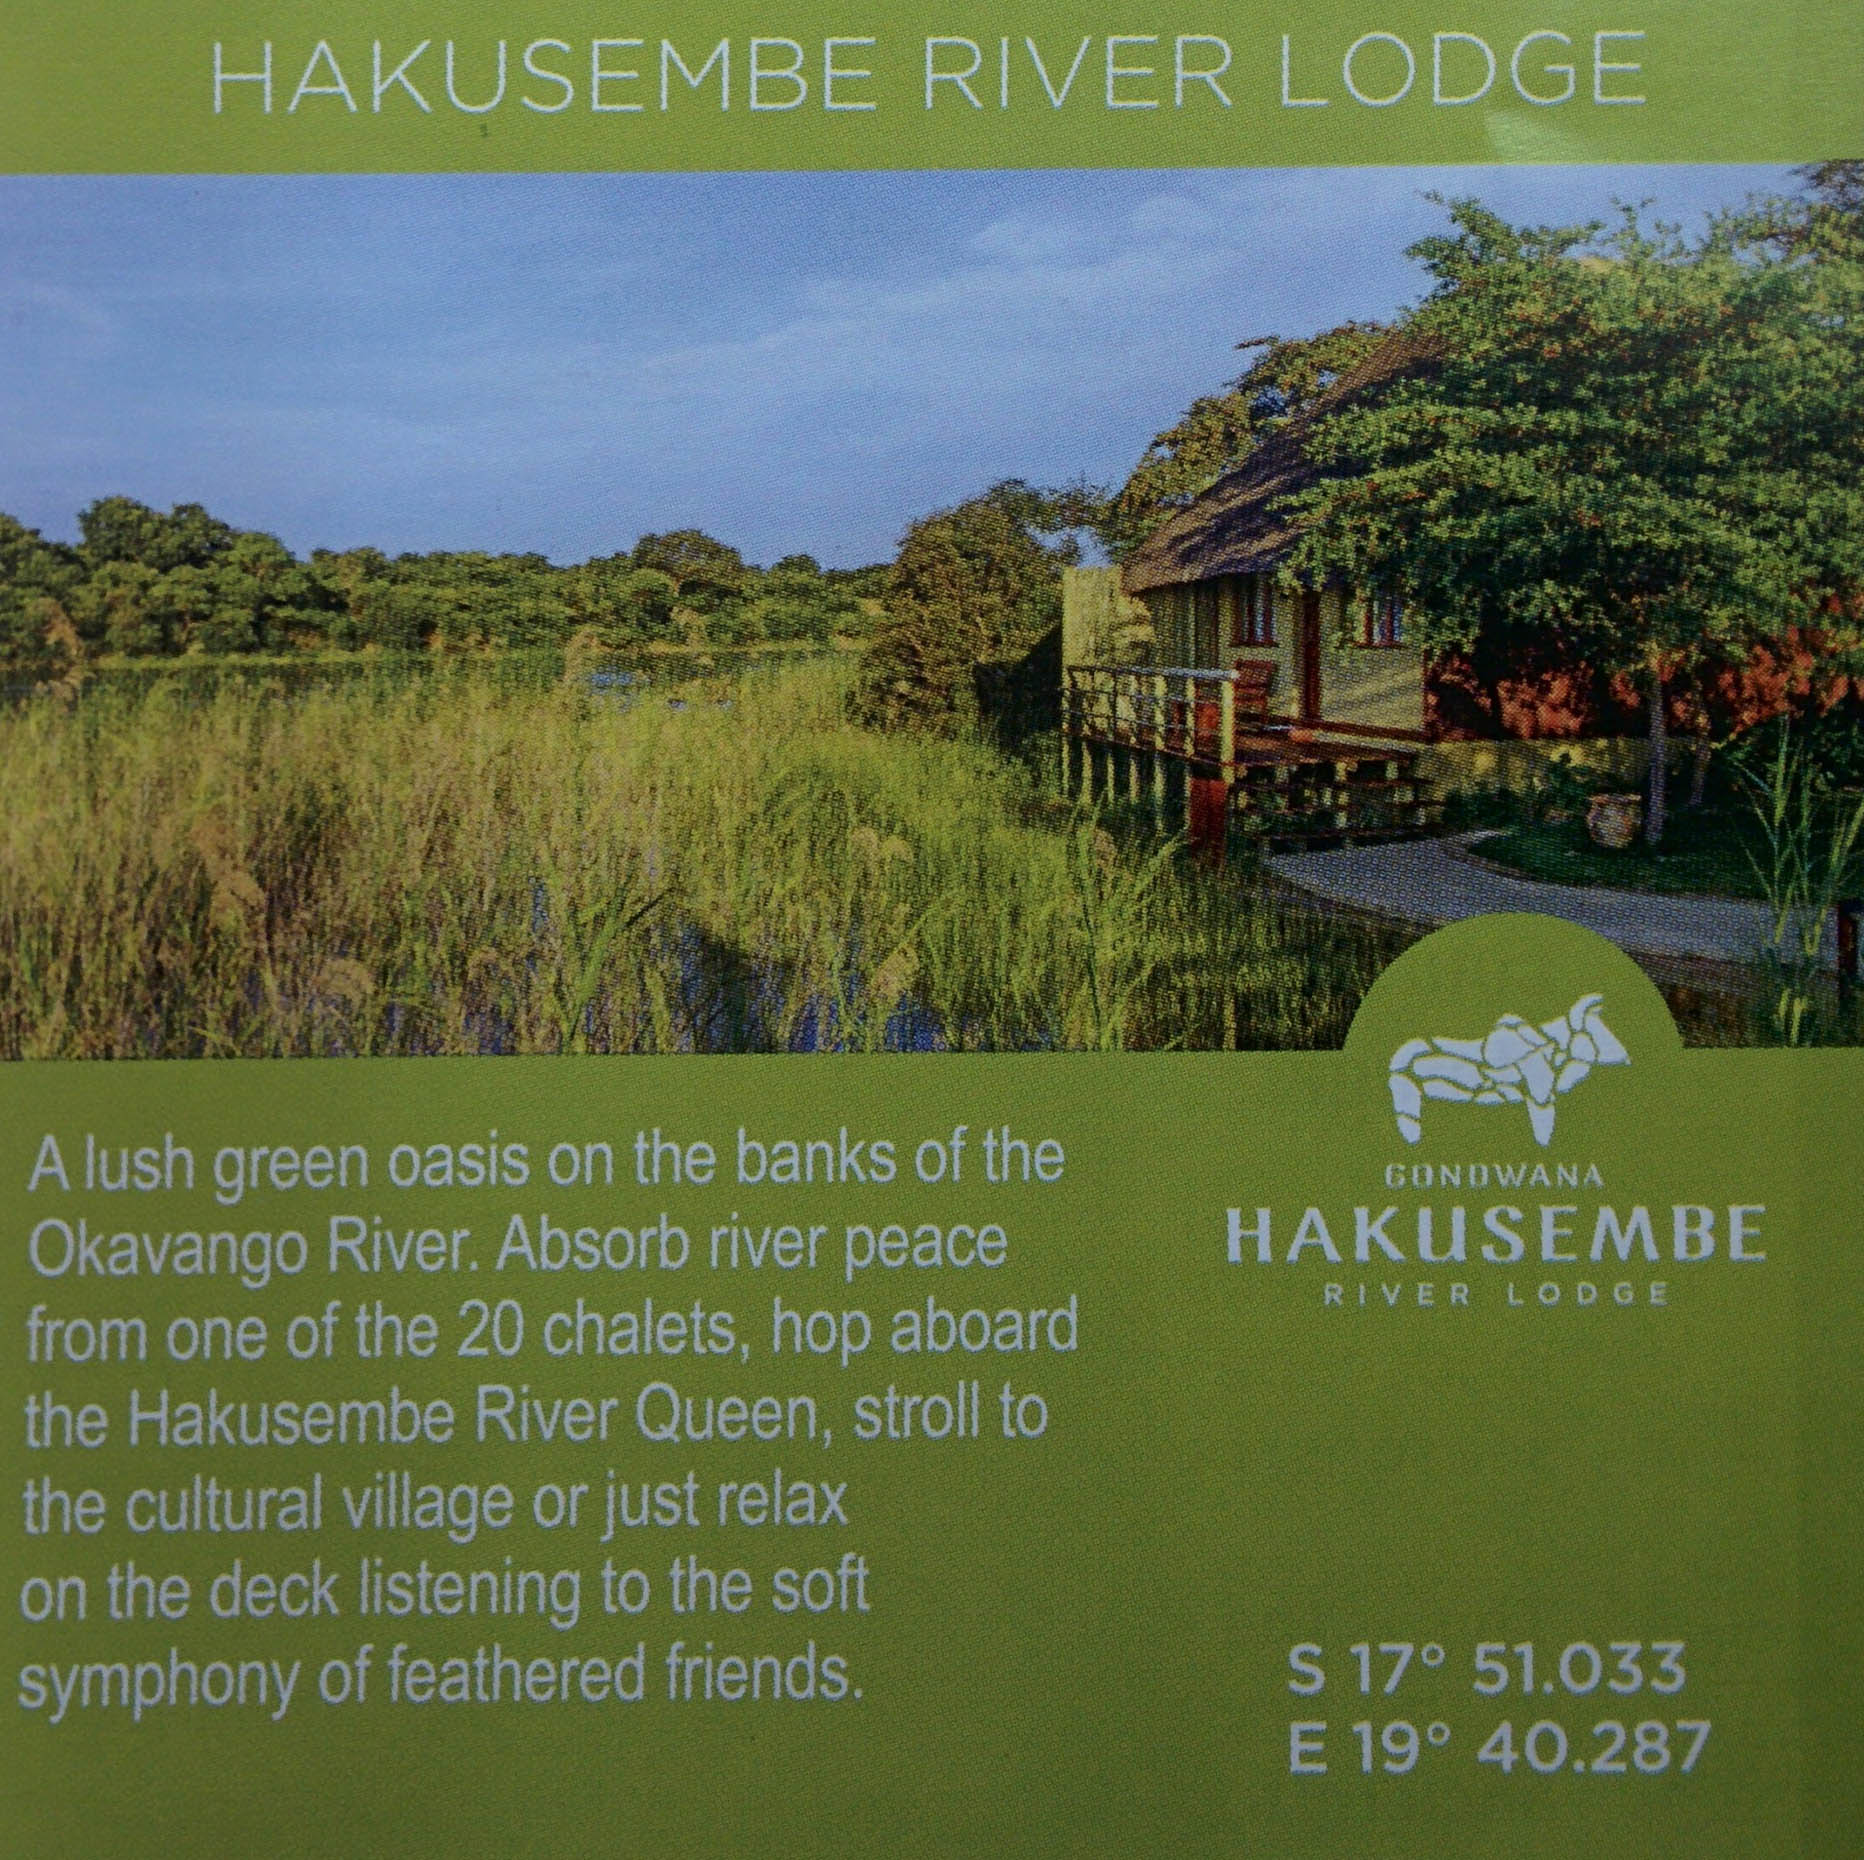 HAKUSEMBE RIVER LODGE
A lush green oasis on the banks of the
Okavango River. Absorb river peace
from one of the 20 chalets, hop aboard
the Hakusembe River Queen, stroll to
the cultural village or just relax
on the deck listening to the soft
symphony of feathered friends.
GONDWANA
HAKUSEMBE
RIVER LODGE
S 17° 51.033
E 19° 40.287